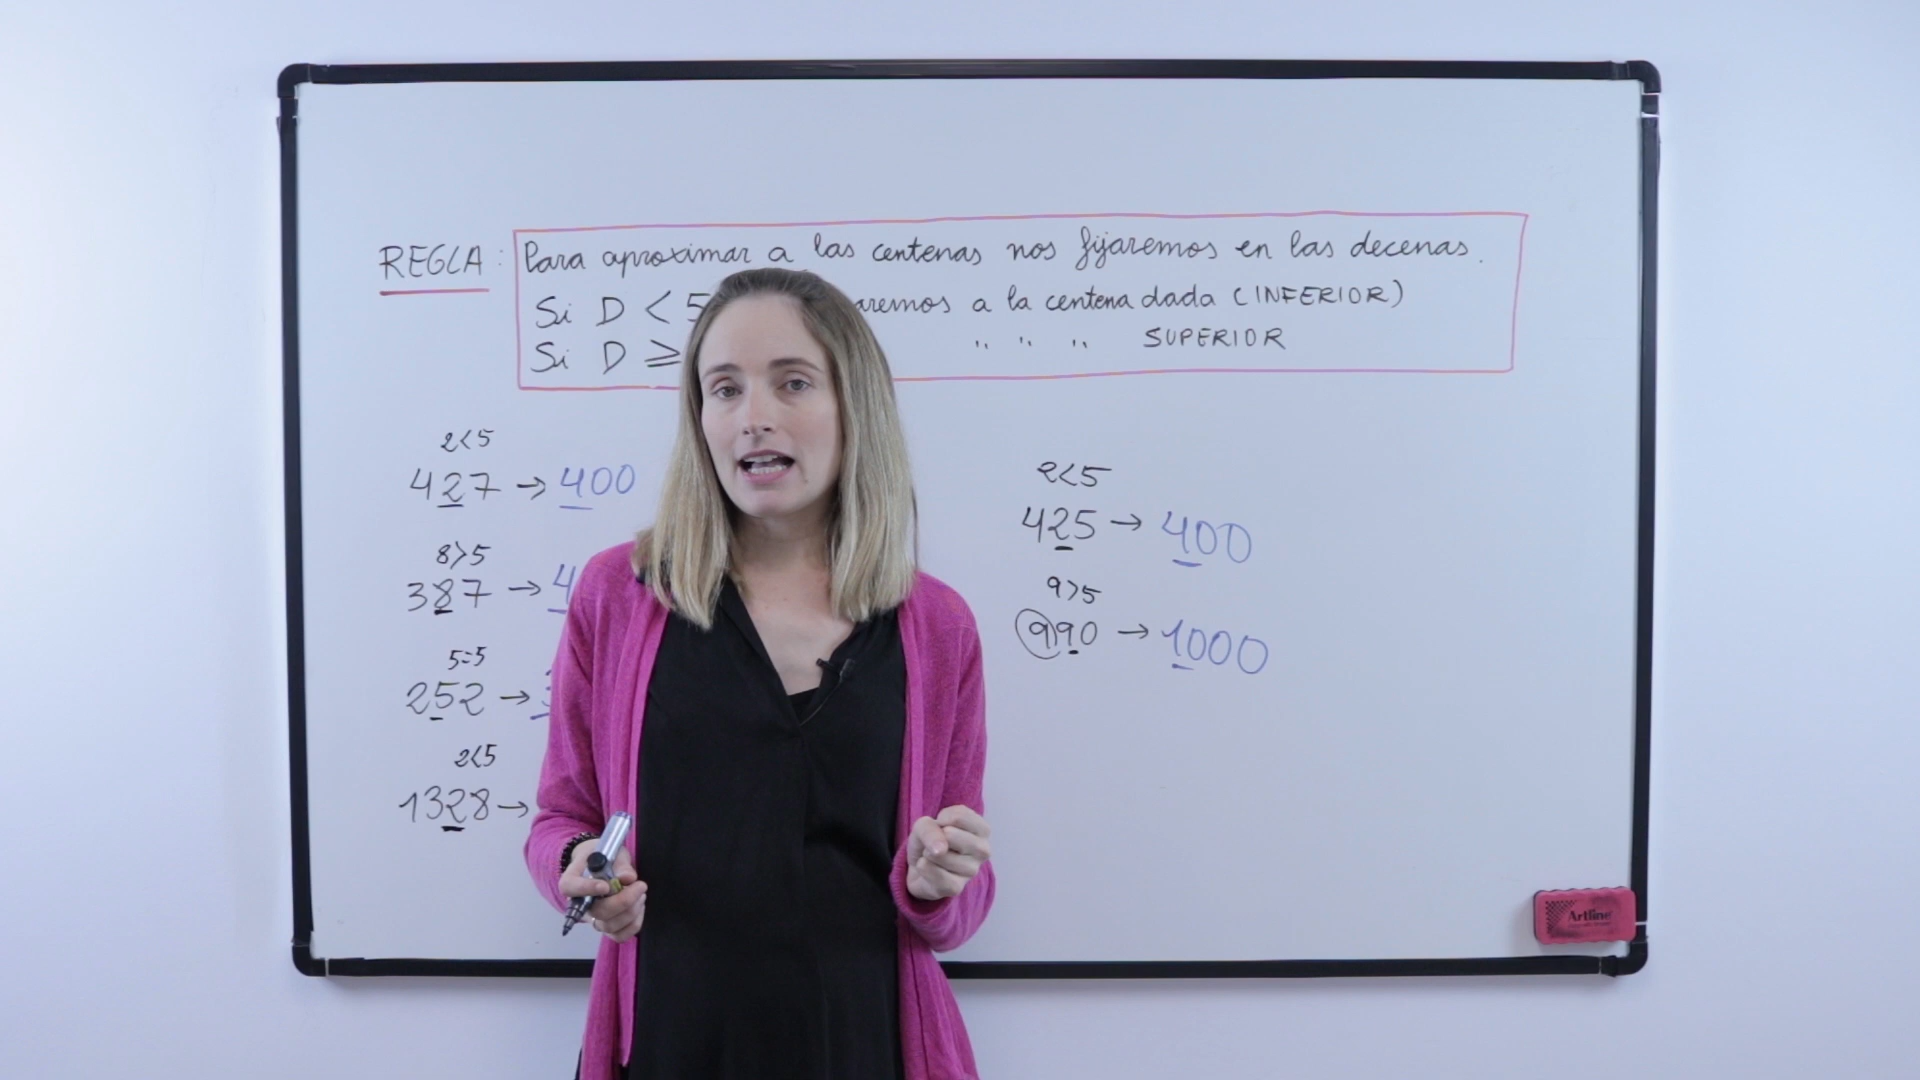 REGLA: Para aproximar a las centenas nos fijaremos en las decenas.
Si D < 5 aremos a la centena dada (INFERIOR)
Si D ≥ " " " SUPERIOR
2<5
427 → 400
8>5
387 → 4
5=5
252 →
2<5
1328 →
2<5
425 → 400
9>5
990 → 1000
Artline